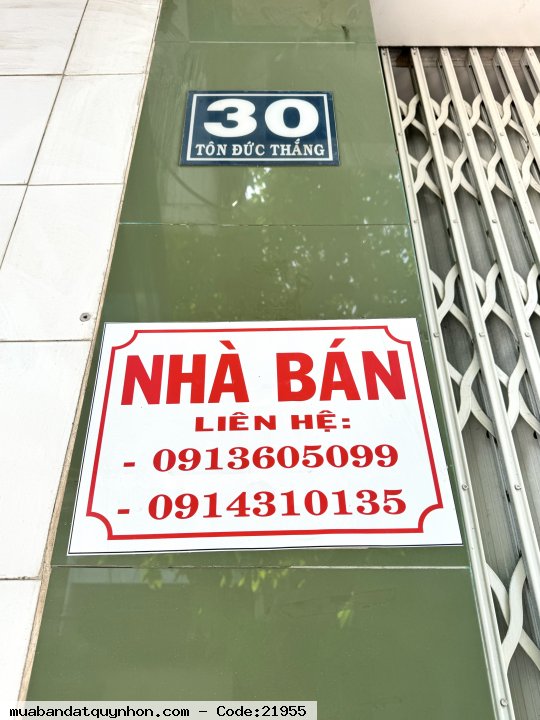 30
TÔN ĐỨC THẮNG
NHÀ BÁN
LIÊN HỆ:
- 0913605099
- 0914310135
muabandatquynhon.com - Code:21955